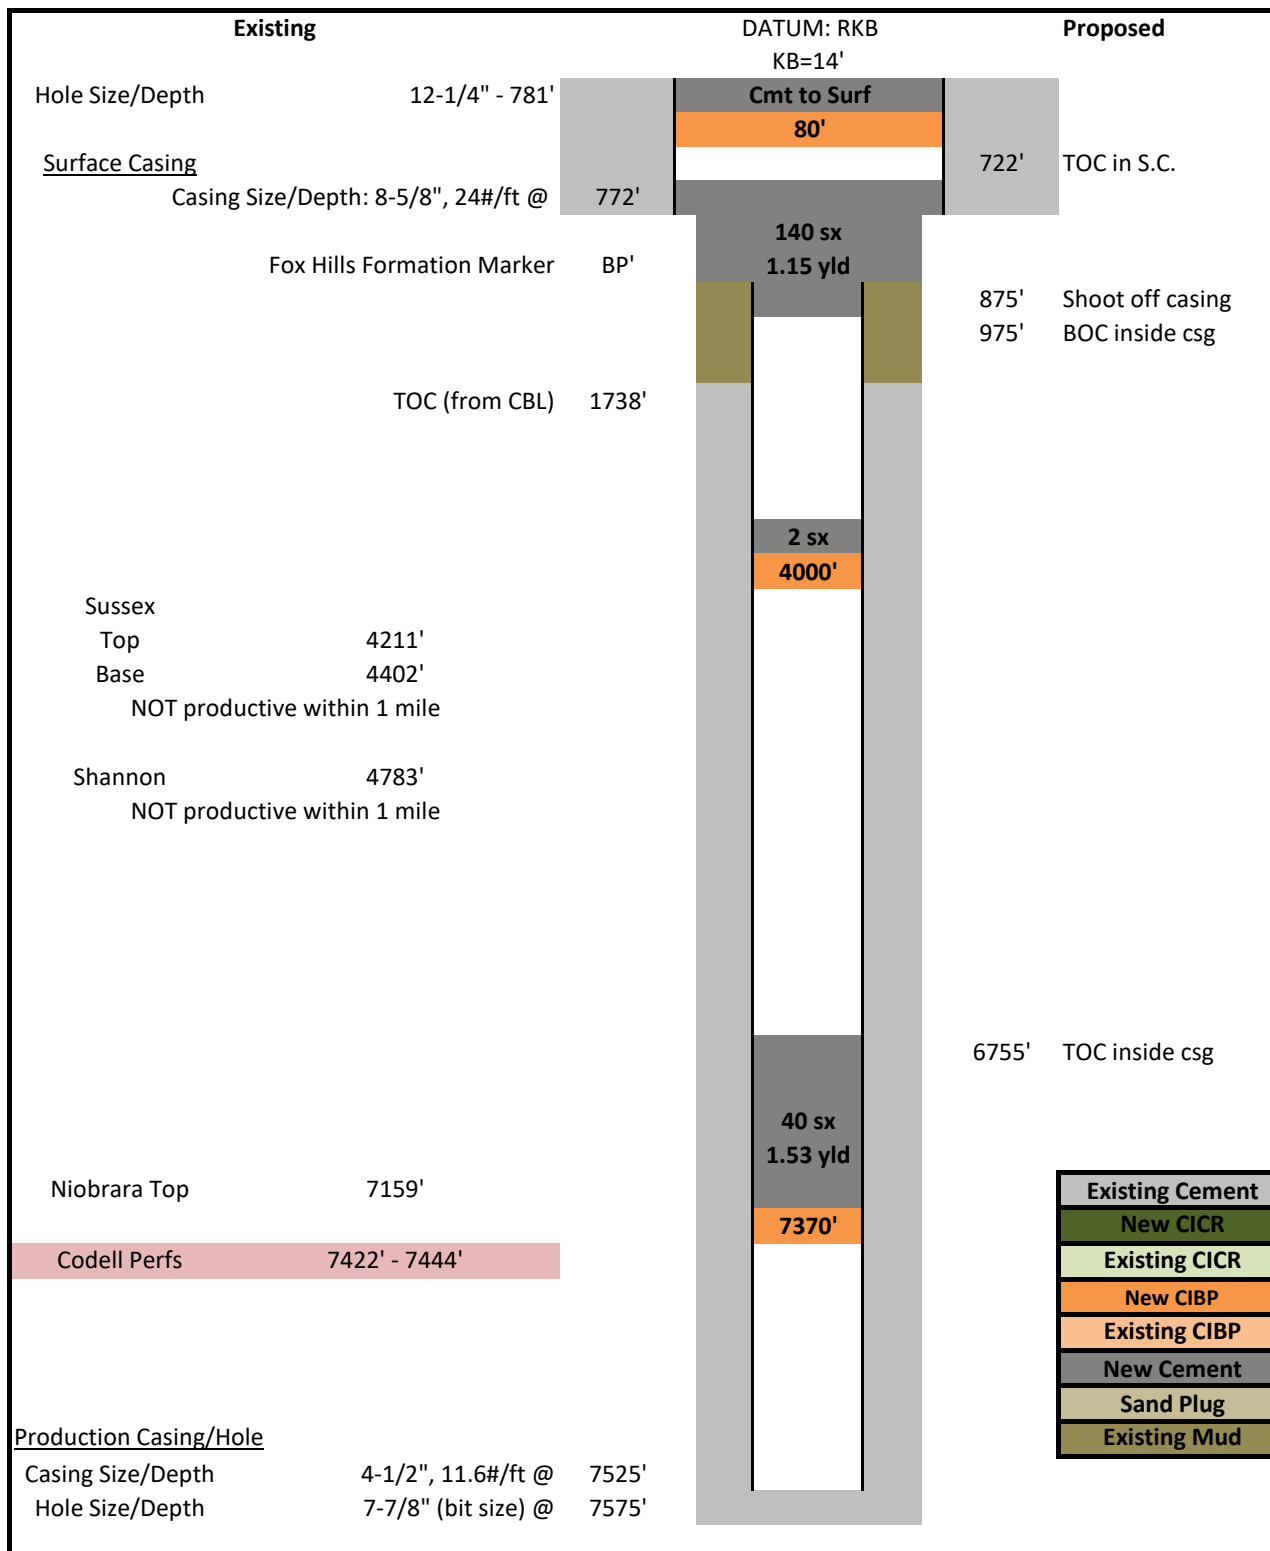 Existing DATUM: RKB Proposed
KB=14'
Hole Size/Depth 12-1/4" - 781' Cmt to Surf
80'
Surface Casing 722' TOC in S.C.
Casing Size/Depth: 8-5/8", 24#/ft @ 772'
140 sx
Fox Hills Formation Marker BP' 1.15 yld
875' Shoot off casing
975' BOC inside csg
TOC (from CBL) 1738'
2 sx
4000'
Sussex
Top 4211'
Base 4402'
NOT productive within 1 mile
Shannon 4783'
NOT productive within 1 mile
6755' TOC inside csg
40 sx
1.53 yld
Niobrara Top 7159' Existing Cement
7370' New CICR
Codell Perfs 7422' - 7444' Existing CICR
New CIBP
Existing CIBP
New Cement
Sand Plug
Production Casing/Hole Existing Mud
Casing Size/Depth 4-1/2", 11.6#/ft @ 7525'
Hole Size/Depth 7-7/8" (bit size) @ 7575'